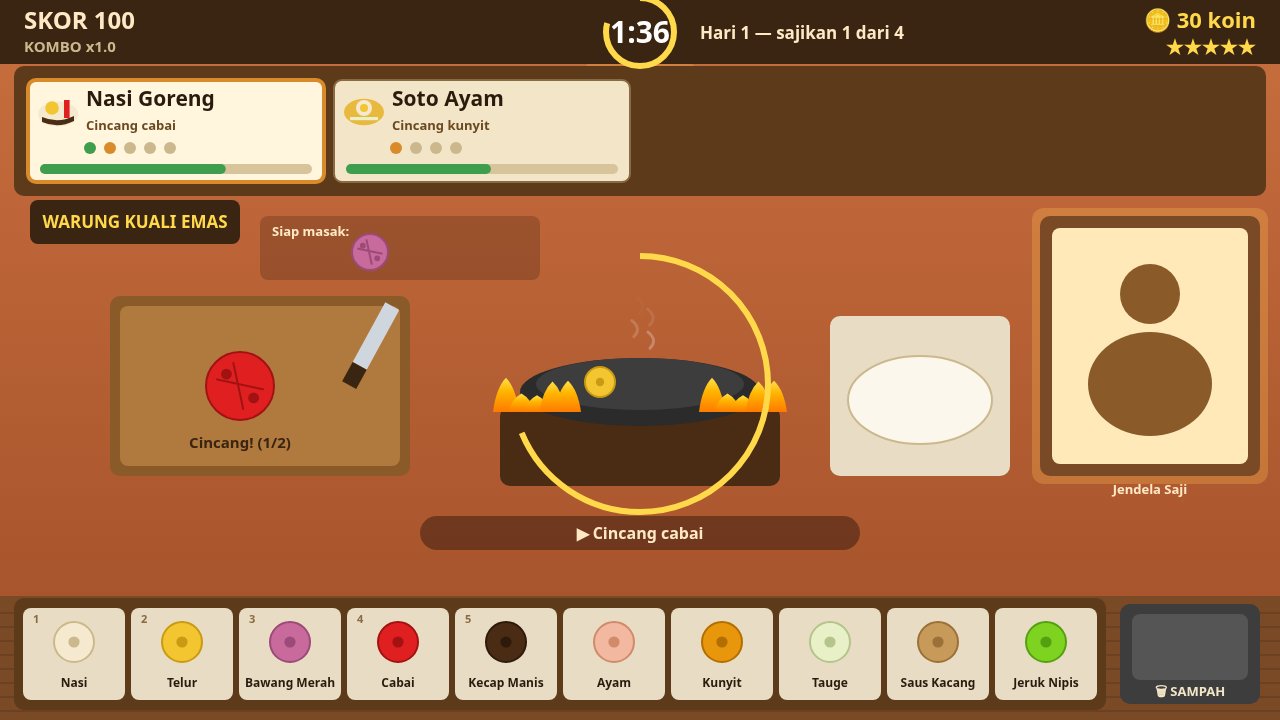 SKOR 100
KOMBO x1.0
1:36
Hari 1 — sajikan 1 dari 4
🪙 30 koin
★★★★★
Nasi Goreng
Cincang cabai
Soto Ayam
Cincang kunyit
WARUNG KUALI EMAS
Siap masak:
Cincang! (1/2)
Jendela Saji
▶ Cincang cabai
1
Nasi
2
Telur
3
Bawang Merah
4
Cabai
5
Kecap Manis
Ayam
Kunyit
Tauge
Saus Kacang
Jeruk Nipis
🗑 SAMPAH